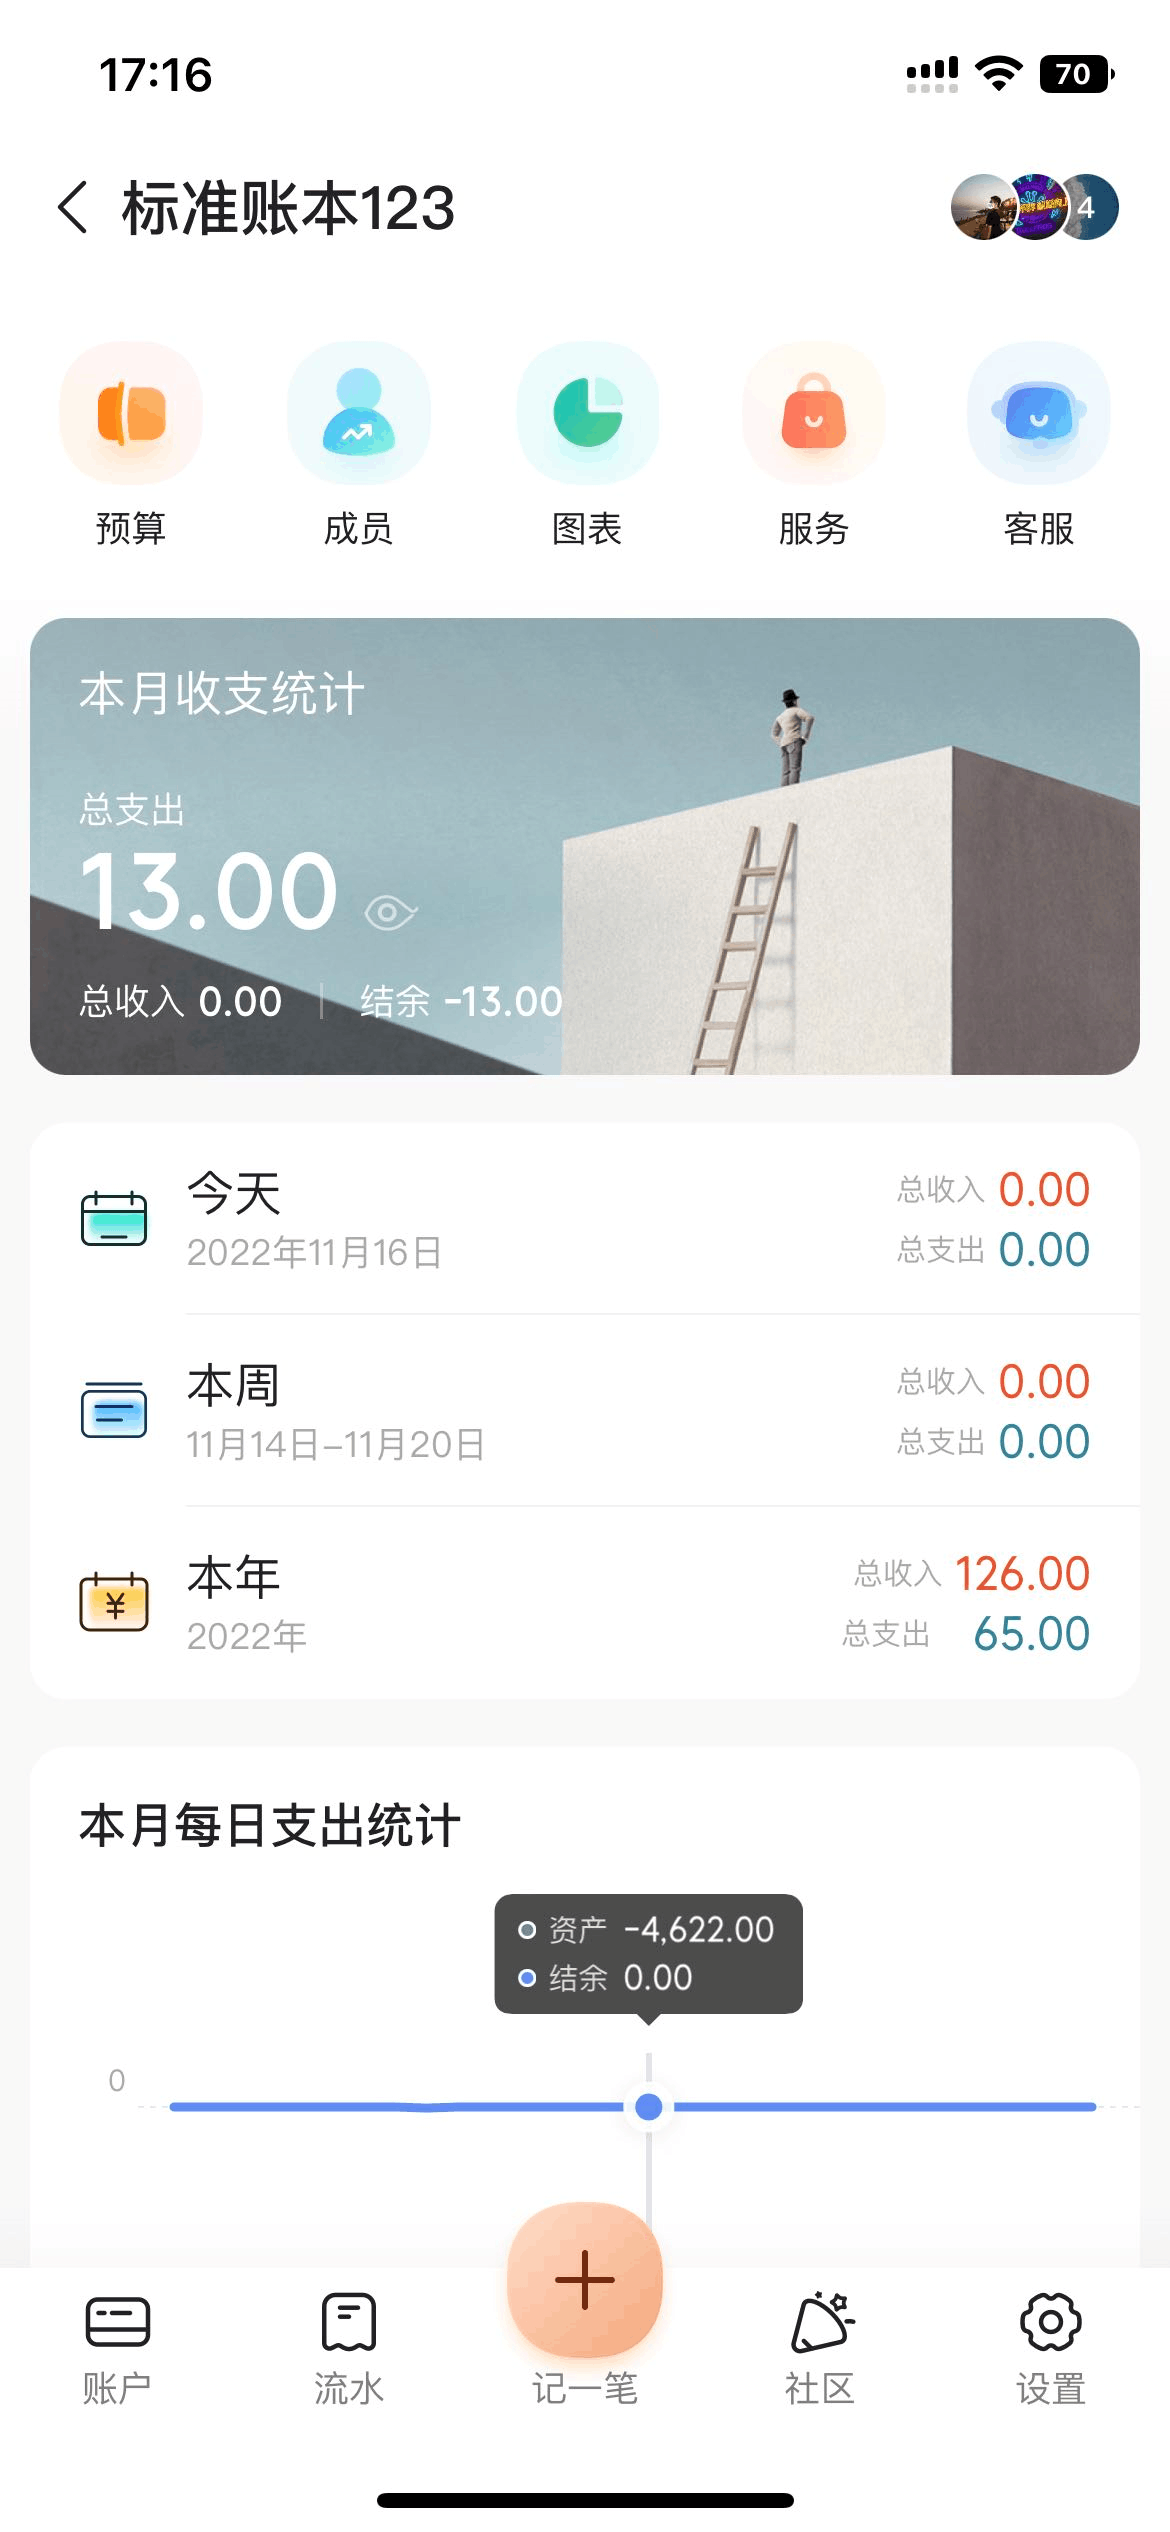 17:16
70
标准账本123
4
预算 成员 图表 服务 客服
本月收支统计
总支出
13.00
总收入 0.00 | 结余 -13.00
今天
2022年11月16日
总收入 0.00
总支出 0.00
本周
11月14日-11月20日
总收入 0.00
总支出 0.00
¥
本年
2022年
总收入 126.00
总支出 65.00
本月每日支出统计
资产 -4,622.00
结余 0.00
0
账户 流水 记一笔 社区 设置